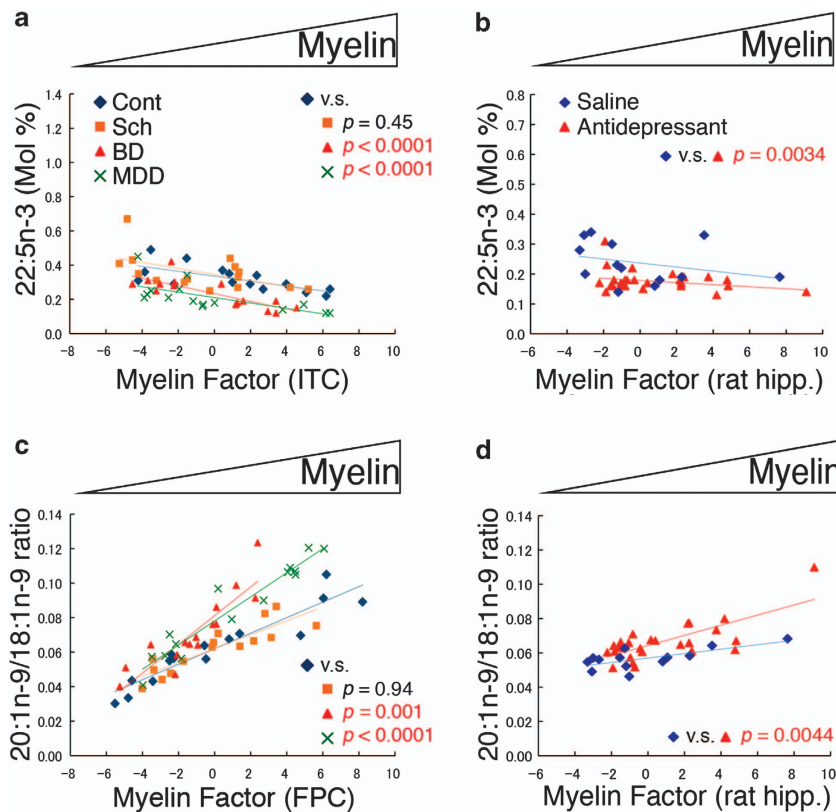 a
Myelin
22:5n-3 (Mol %)
1.4
1.2
1.0
0.8
0.6
0.4
0.2
0.0
Cont
Sch
BD
MDD
v.s.
p = 0.45
p < 0.0001
p < 0.0001
−8 −6 −4 −2 0 2 4 6 8 10
Myelin Factor (ITC)
b
Myelin
22:5n-3 (Mol %)
0.8
0.7
0.6
0.5
0.4
0.3
0.2
0.1
0.0
Saline
Antidepressant
v.s. p = 0.0034
−8 −6 −4 −2 0 2 4 6 8 10
Myelin Factor (rat hipp.)
c
Myelin
20:1n-9/18:1n-9 ratio
0.14
0.12
0.10
0.08
0.06
0.04
0.02
0.00
v.s.
p = 0.94
p = 0.001
p < 0.0001
−8 −6 −4 −2 0 2 4 6 8 10
Myelin Factor (FPC)
d
Myelin
20:1n-9/18:1n-9 ratio
0.14
0.12
0.10
0.08
0.06
0.04
0.02
0.00
v.s. p = 0.0044
−8 −6 −4 −2 0 2 4 6 8 10
Myelin Factor (rat hipp.)